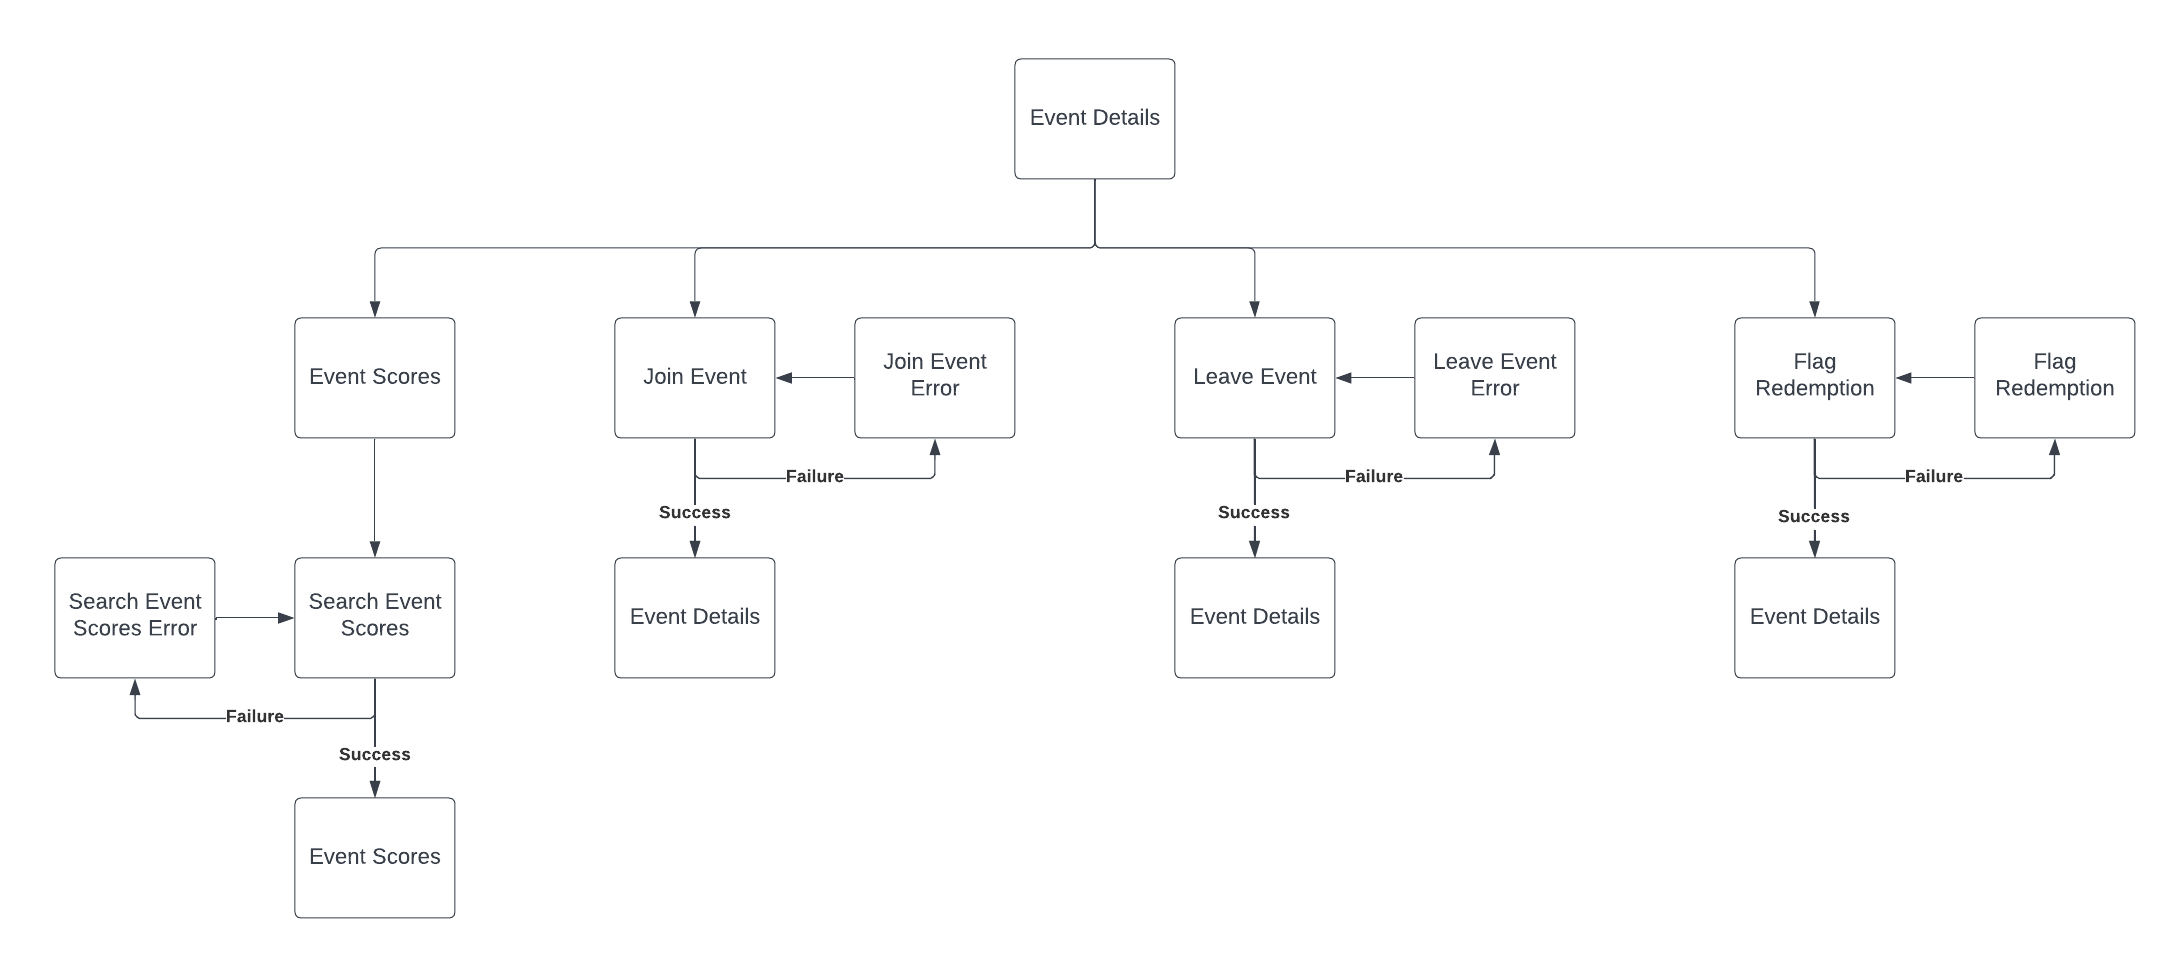 Event Details
Event Scores
Join Event
Join Event
Error
Leave Event
Leave Event
Error
Flag
Redemption
Flag
Redemption
Failure
Failure
Failure
Success
Success
Success
Search Event
Scores Error
Search Event
Scores
Event Details
Event Details
Event Details
Failure
Success
Event Scores